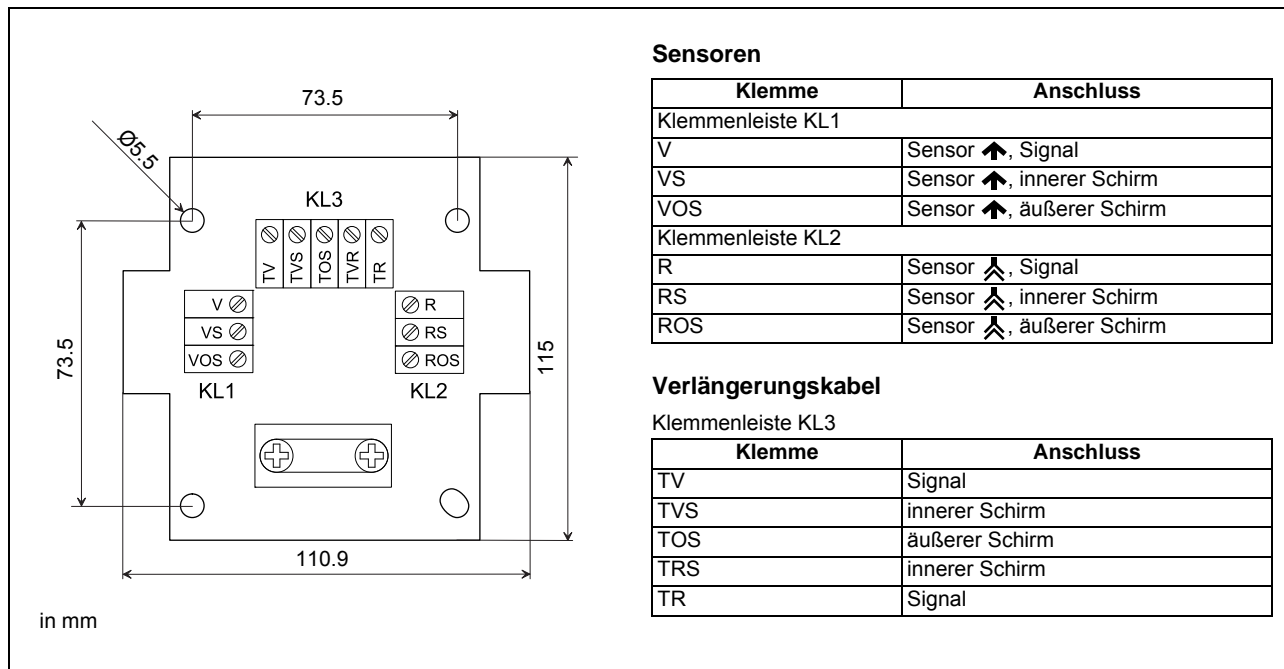 73.5
Ø5.5
KL3
TV TVS TOS TVR TR
V R
VS RS
VOS ROS
KL1 KL2
73.5
115
110.9
in mm
Sensoren
Klemme Anschluss
Klemmenleiste KL1
V Sensor , Signal
VS Sensor , innerer Schirm
VOS Sensor , äußerer Schirm
Klemmenleiste KL2
R Sensor , Signal
RS Sensor , innerer Schirm
ROS Sensor , äußerer Schirm
Verlängerungskabel
Klemmenleiste KL3
Klemme Anschluss
TV Signal
TVS innerer Schirm
TOS äußerer Schirm
TRS innerer Schirm
TR Signal